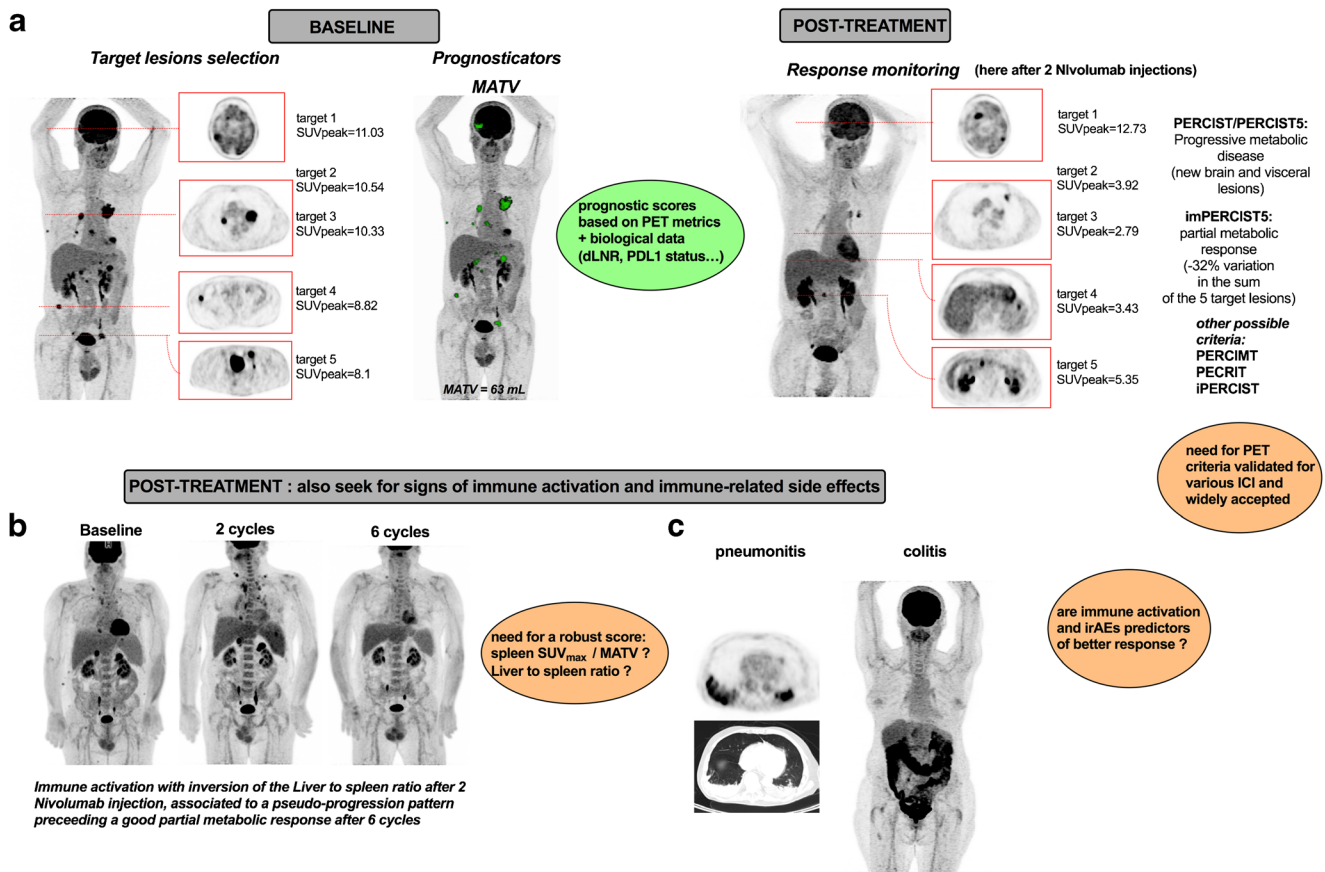 a
BASELINE
Target lesions selection
target 1
SUVpeak=11.03
target 2
SUVpeak=10.54
target 3
SUVpeak=10.33
target 4
SUVpeak=8.82
target 5
SUVpeak=8.1
Prognosticators
MATV
MATV = 63 mL
prognostic scores
based on PET metrics
+ biological data
(dLNR, PDL1 status…)
POST-TREATMENT
Response monitoring (here after 2 NIvolumab injections)
target 1
SUVpeak=12.73
target 2
SUVpeak=3.92
target 3
SUVpeak=2.79
target 4
SUVpeak=3.43
target 5
SUVpeak=5.35
PERCIST/PERCIST5:
Progressive metabolic
disease
(new brain and visceral
lesions)
imPERCIST5:
partial metabolic
response
(-32% variation
in the sum
of the 5 target lesions)
other possible
criteria:
PERCIMT
PECRIT
iPERCIST
need for PET
criteria validated for
various ICI and
widely accepted
POST-TREATMENT : also seek for signs of immune activation and immune-related side effects
b
Baseline
2 cycles
6 cycles
Immune activation with inversion of the Liver to spleen ratio after 2
Nivolumab injection, associated to a pseudo-progression pattern
preceeding a good partial metabolic response after 6 cycles
need for a robust score:
spleen SUVmax / MATV ?
Liver to spleen ratio ?
c
pneumonitis
colitis
are immune activation
and irAEs predictors
of better response ?